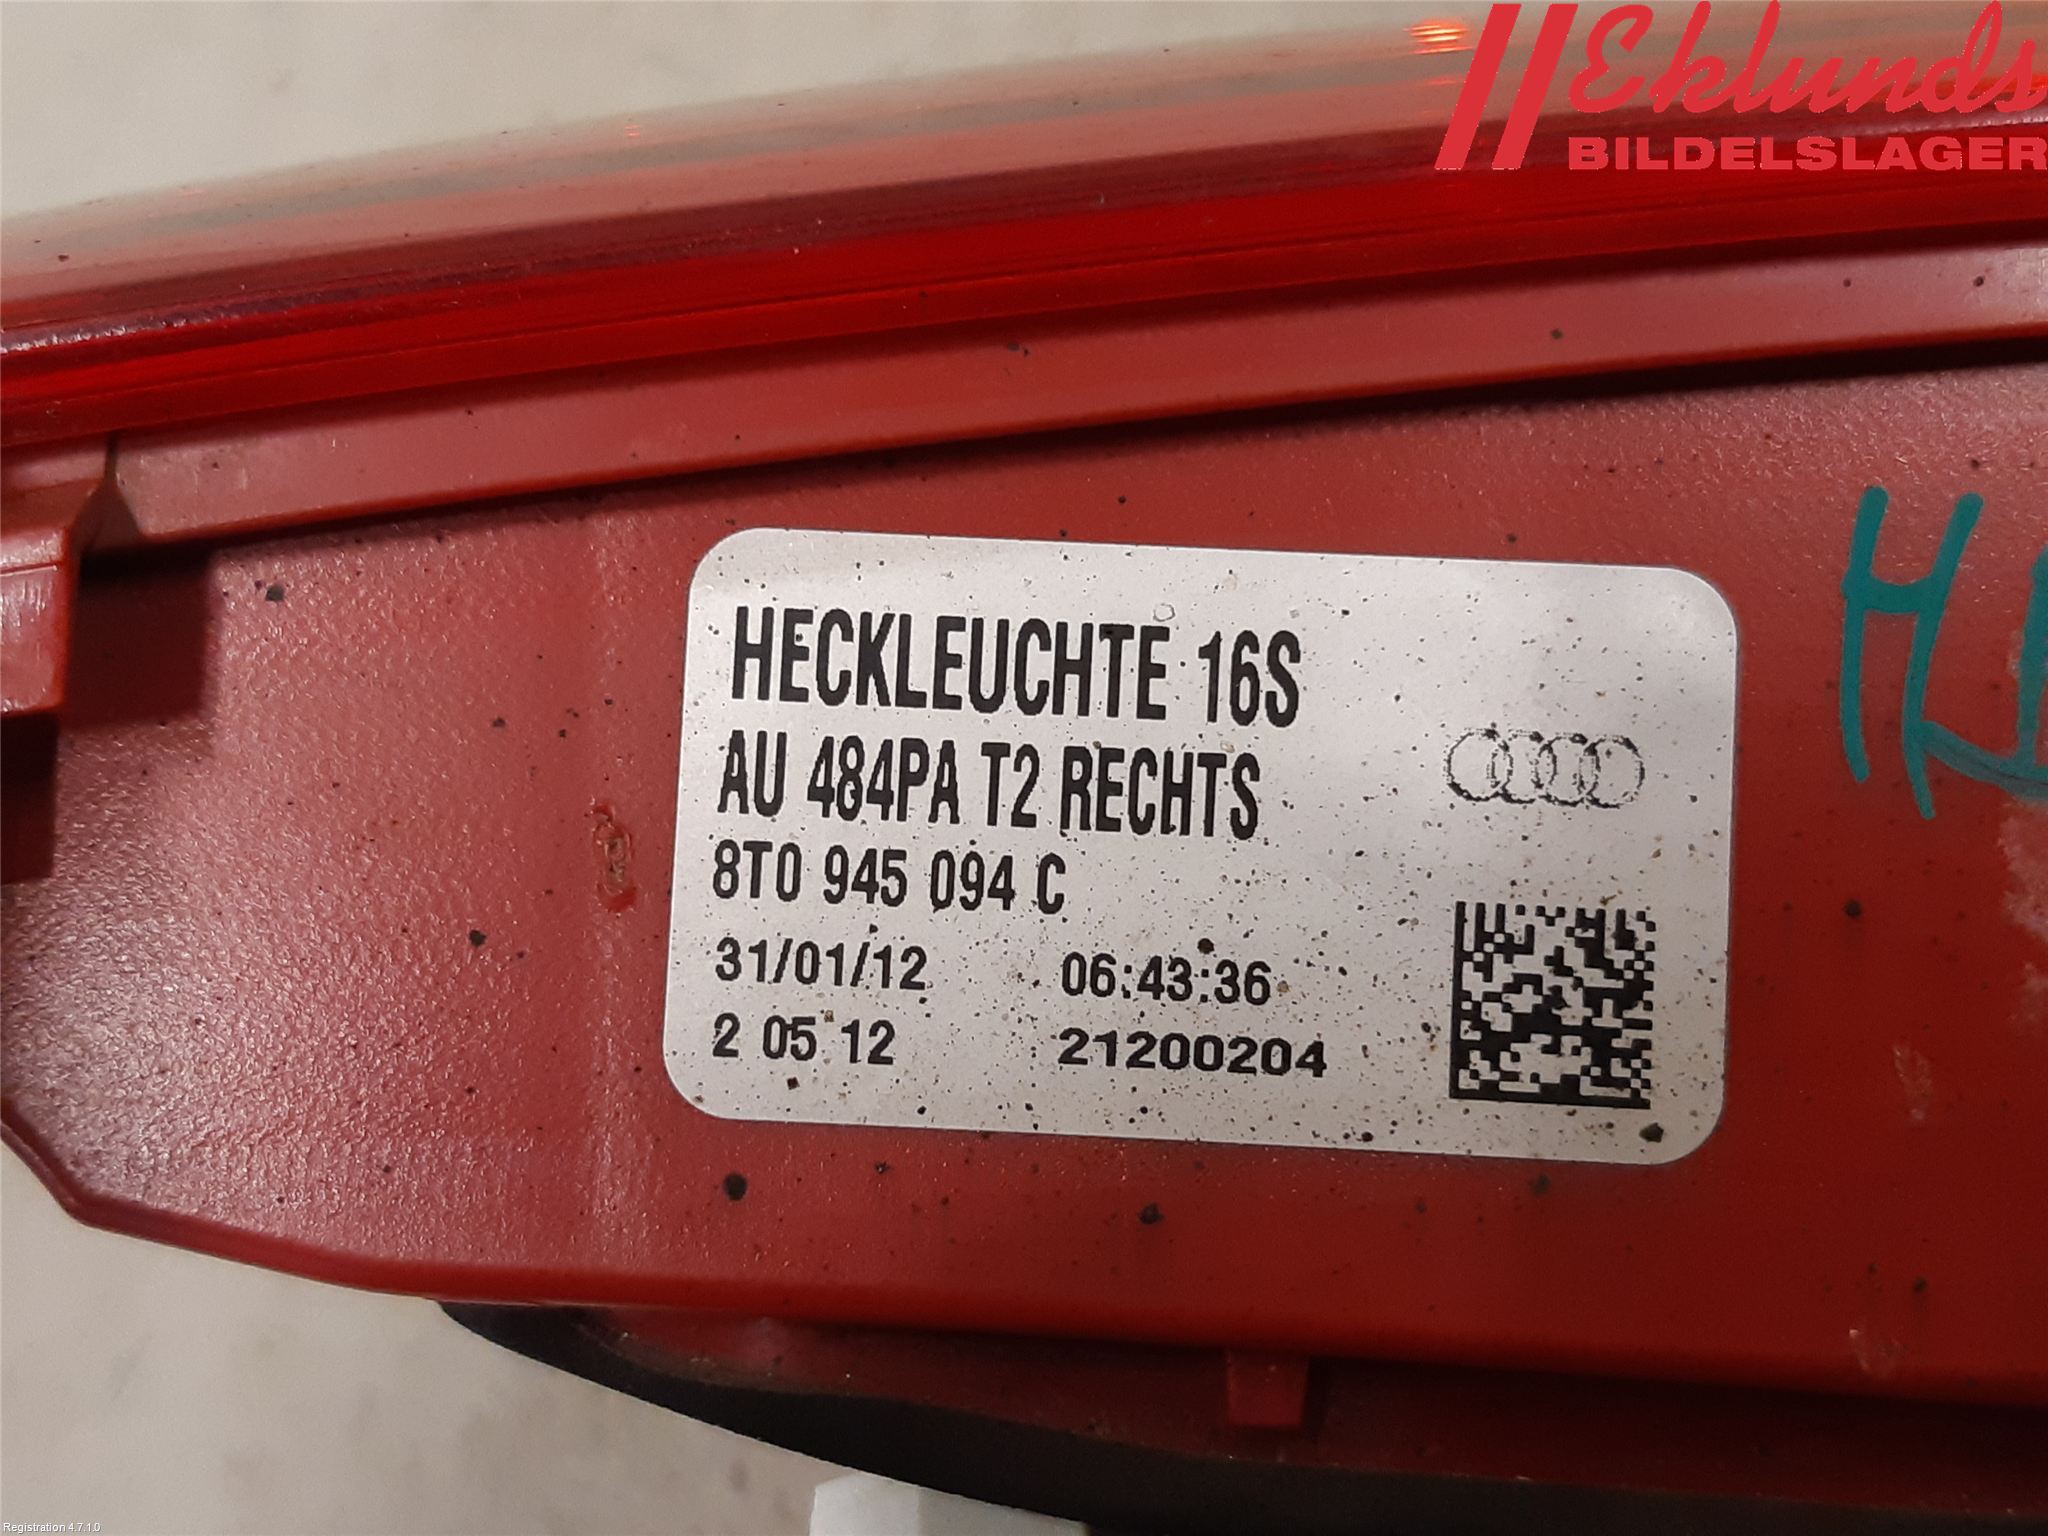 Eklunds
BILDELSLAGER
HECKLEUCHTE 16S
AU 484PA T2 RECHTS
8T0 945 094 C
31/01/12 06:43:36
2 05 12 21200204
Registration 4.7.1.0